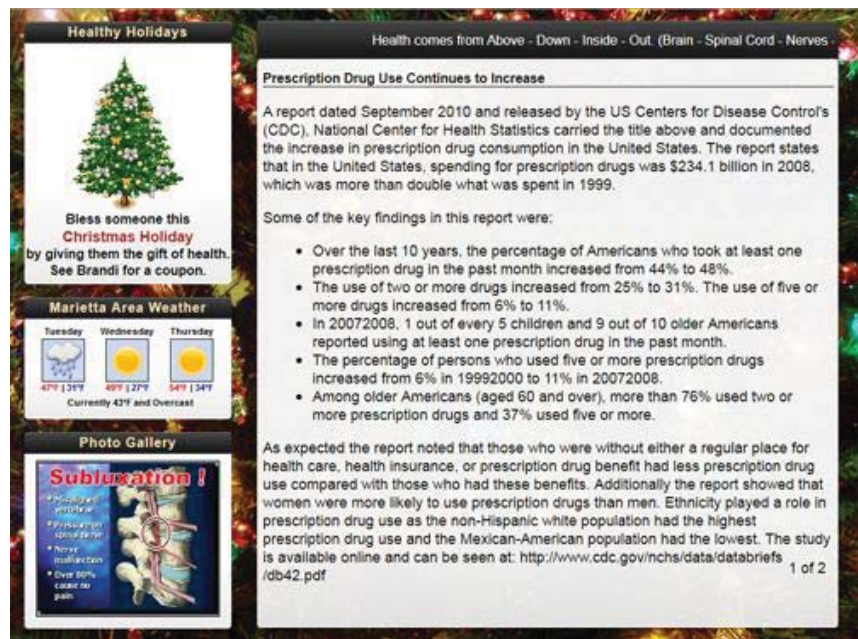 Healthy Holidays
Bless someone this
Christmas Holiday
by giving them the gift of health.
See Brandi for a coupon.
Marietta Area Weather
Tuesday Wednesday Thursday
47°F | 31°F 49°F | 27°F 54°F | 34°F
Currently 43°F and Overcast
Photo Gallery
Subluxation !
• Misaligned
vertebrae
• Pressure on
spinal nerve
• Nerve
malfunction
• Over 80%
cause no
pain
Health comes from Above - Down - Inside - Out. (Brain - Spinal Cord - Nerves -
Prescription Drug Use Continues to Increase
A report dated September 2010 and released by the US Centers for Disease Control's
(CDC), National Center for Health Statistics carried the title above and documented
the increase in prescription drug consumption in the United States. The report states
that in the United States, spending for prescription drugs was $234.1 billion in 2008,
which was more than double what was spent in 1999.
Some of the key findings in this report were:
• Over the last 10 years, the percentage of Americans who took at least one
prescription drug in the past month increased from 44% to 48%.
• The use of two or more drugs increased from 25% to 31%. The use of five or
more drugs increased from 6% to 11%.
• In 20072008, 1 out of every 5 children and 9 out of 10 older Americans
reported using at least one prescription drug in the past month.
• The percentage of persons who used five or more prescription drugs
increased from 6% in 19992000 to 11% in 20072008.
• Among older Americans (aged 60 and over), more than 76% used two or
more prescription drugs and 37% used five or more.
As expected the report noted that those who were without either a regular place for
health care, health insurance, or prescription drug benefit had less prescription drug
use compared with those who had these benefits. Additionally the report showed that
women were more likely to use prescription drugs than men. Ethnicity played a role in
prescription drug use as the non-Hispanic white population had the highest
prescription drug use and the Mexican-American population had the lowest. The study
is available online and can be seen at: http://www.cdc.gov/nchs/data/databriefs
/db42.pdf
1 of 2